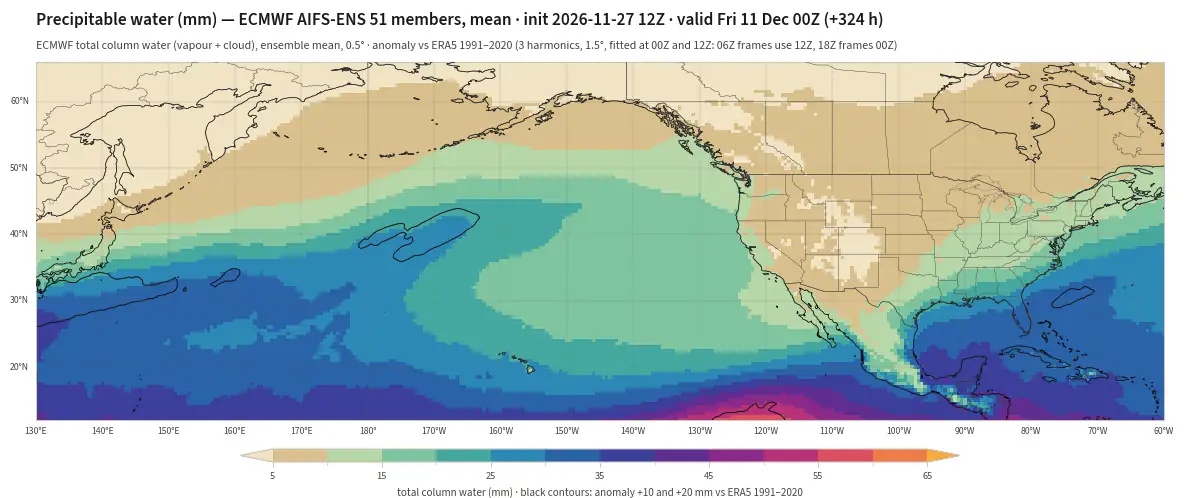 Precipitable water (mm) — ECMWF AIFS-ENS 51 members, mean · init 2026-11-27 12Z · valid Fri 11 Dec 00Z (+324 h)
ECMWF total column water (vapour + cloud), ensemble mean, 0.5° · anomaly vs ERA5 1991–2020 (3 harmonics, 1.5°, fitted at 00Z and 12Z: 06Z frames use 12Z, 18Z frames 00Z)
60°N
50°N
40°N
30°N
20°N
130°E 140°E 150°E 160°E 170°E 180° 170°W 160°W 150°W 140°W 130°W 120°W 110°W 100°W 90°W 80°W 70°W 60°W
5 15 25 35 45 55 65
total column water (mm) · black contours: anomaly +10 and +20 mm vs ERA5 1991–2020